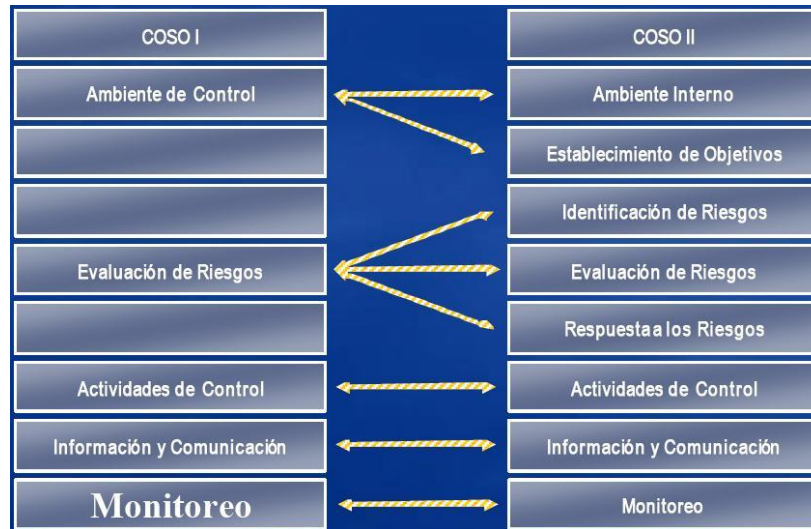 COSO I
COSO II
Ambiente de Control
Ambiente Interno
Establecimiento de Objetivos
Identificación de Riesgos
Evaluación de Riesgos
Evaluación de Riesgos
Respuesta a los Riesgos
Actividades de Control
Actividades de Control
Información y Comunicación
Información y Comunicación
Monitoreo
Monitoreo